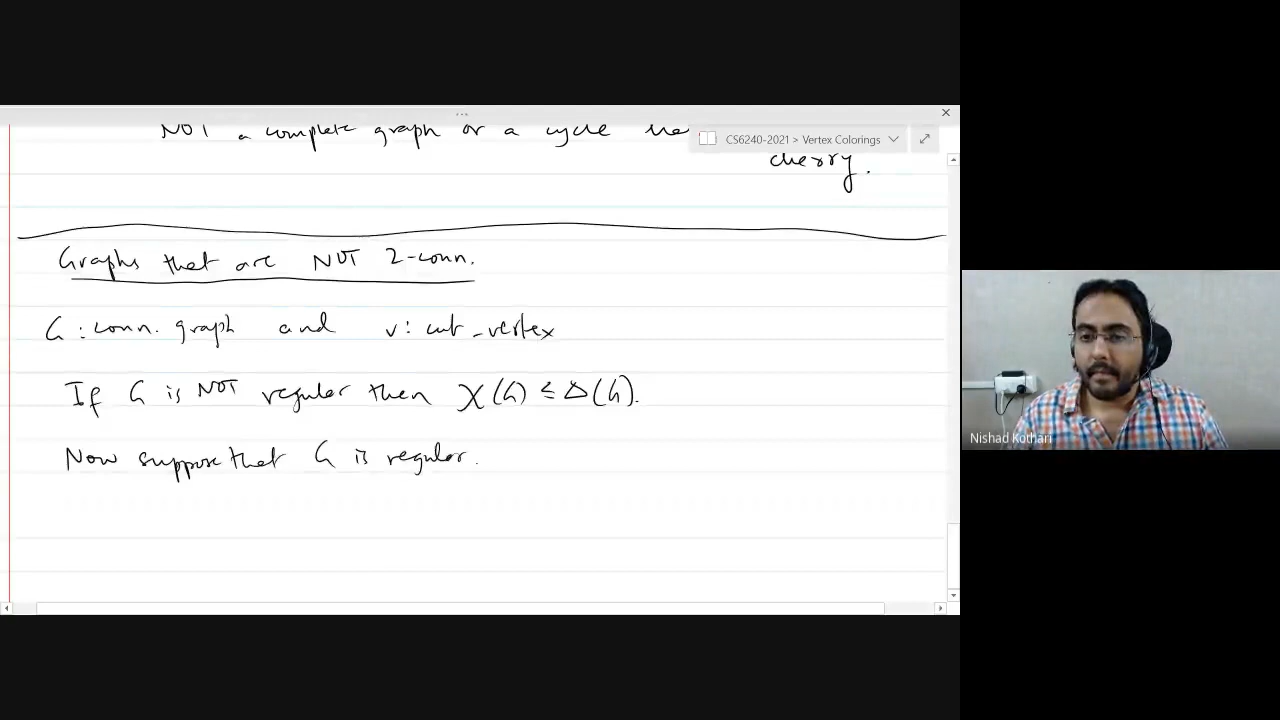 NOT a complete graph or a cycle
CS6240-2021 > Vertex Colorings
cherry.
Graphs that are NOT 2-conn.
G : conn. graph and v: cut-vertex
If G is NOT regular then χ(G) ≤ Δ(G).
Now suppose that G is regular.
Nishad Kothari